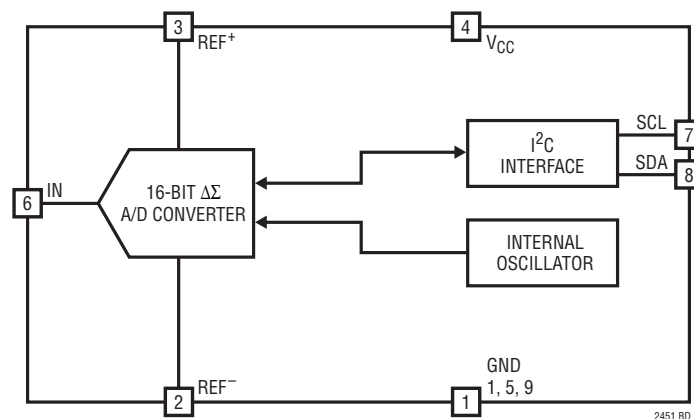 3
REF⁺
4
VCC
6
IN
16-BIT ΔΣ
A/D CONVERTER
I²C
INTERFACE
SCL
7
SDA
8
INTERNAL
OSCILLATOR
2
REF⁻
1
GND
1, 5, 9
2451 BD